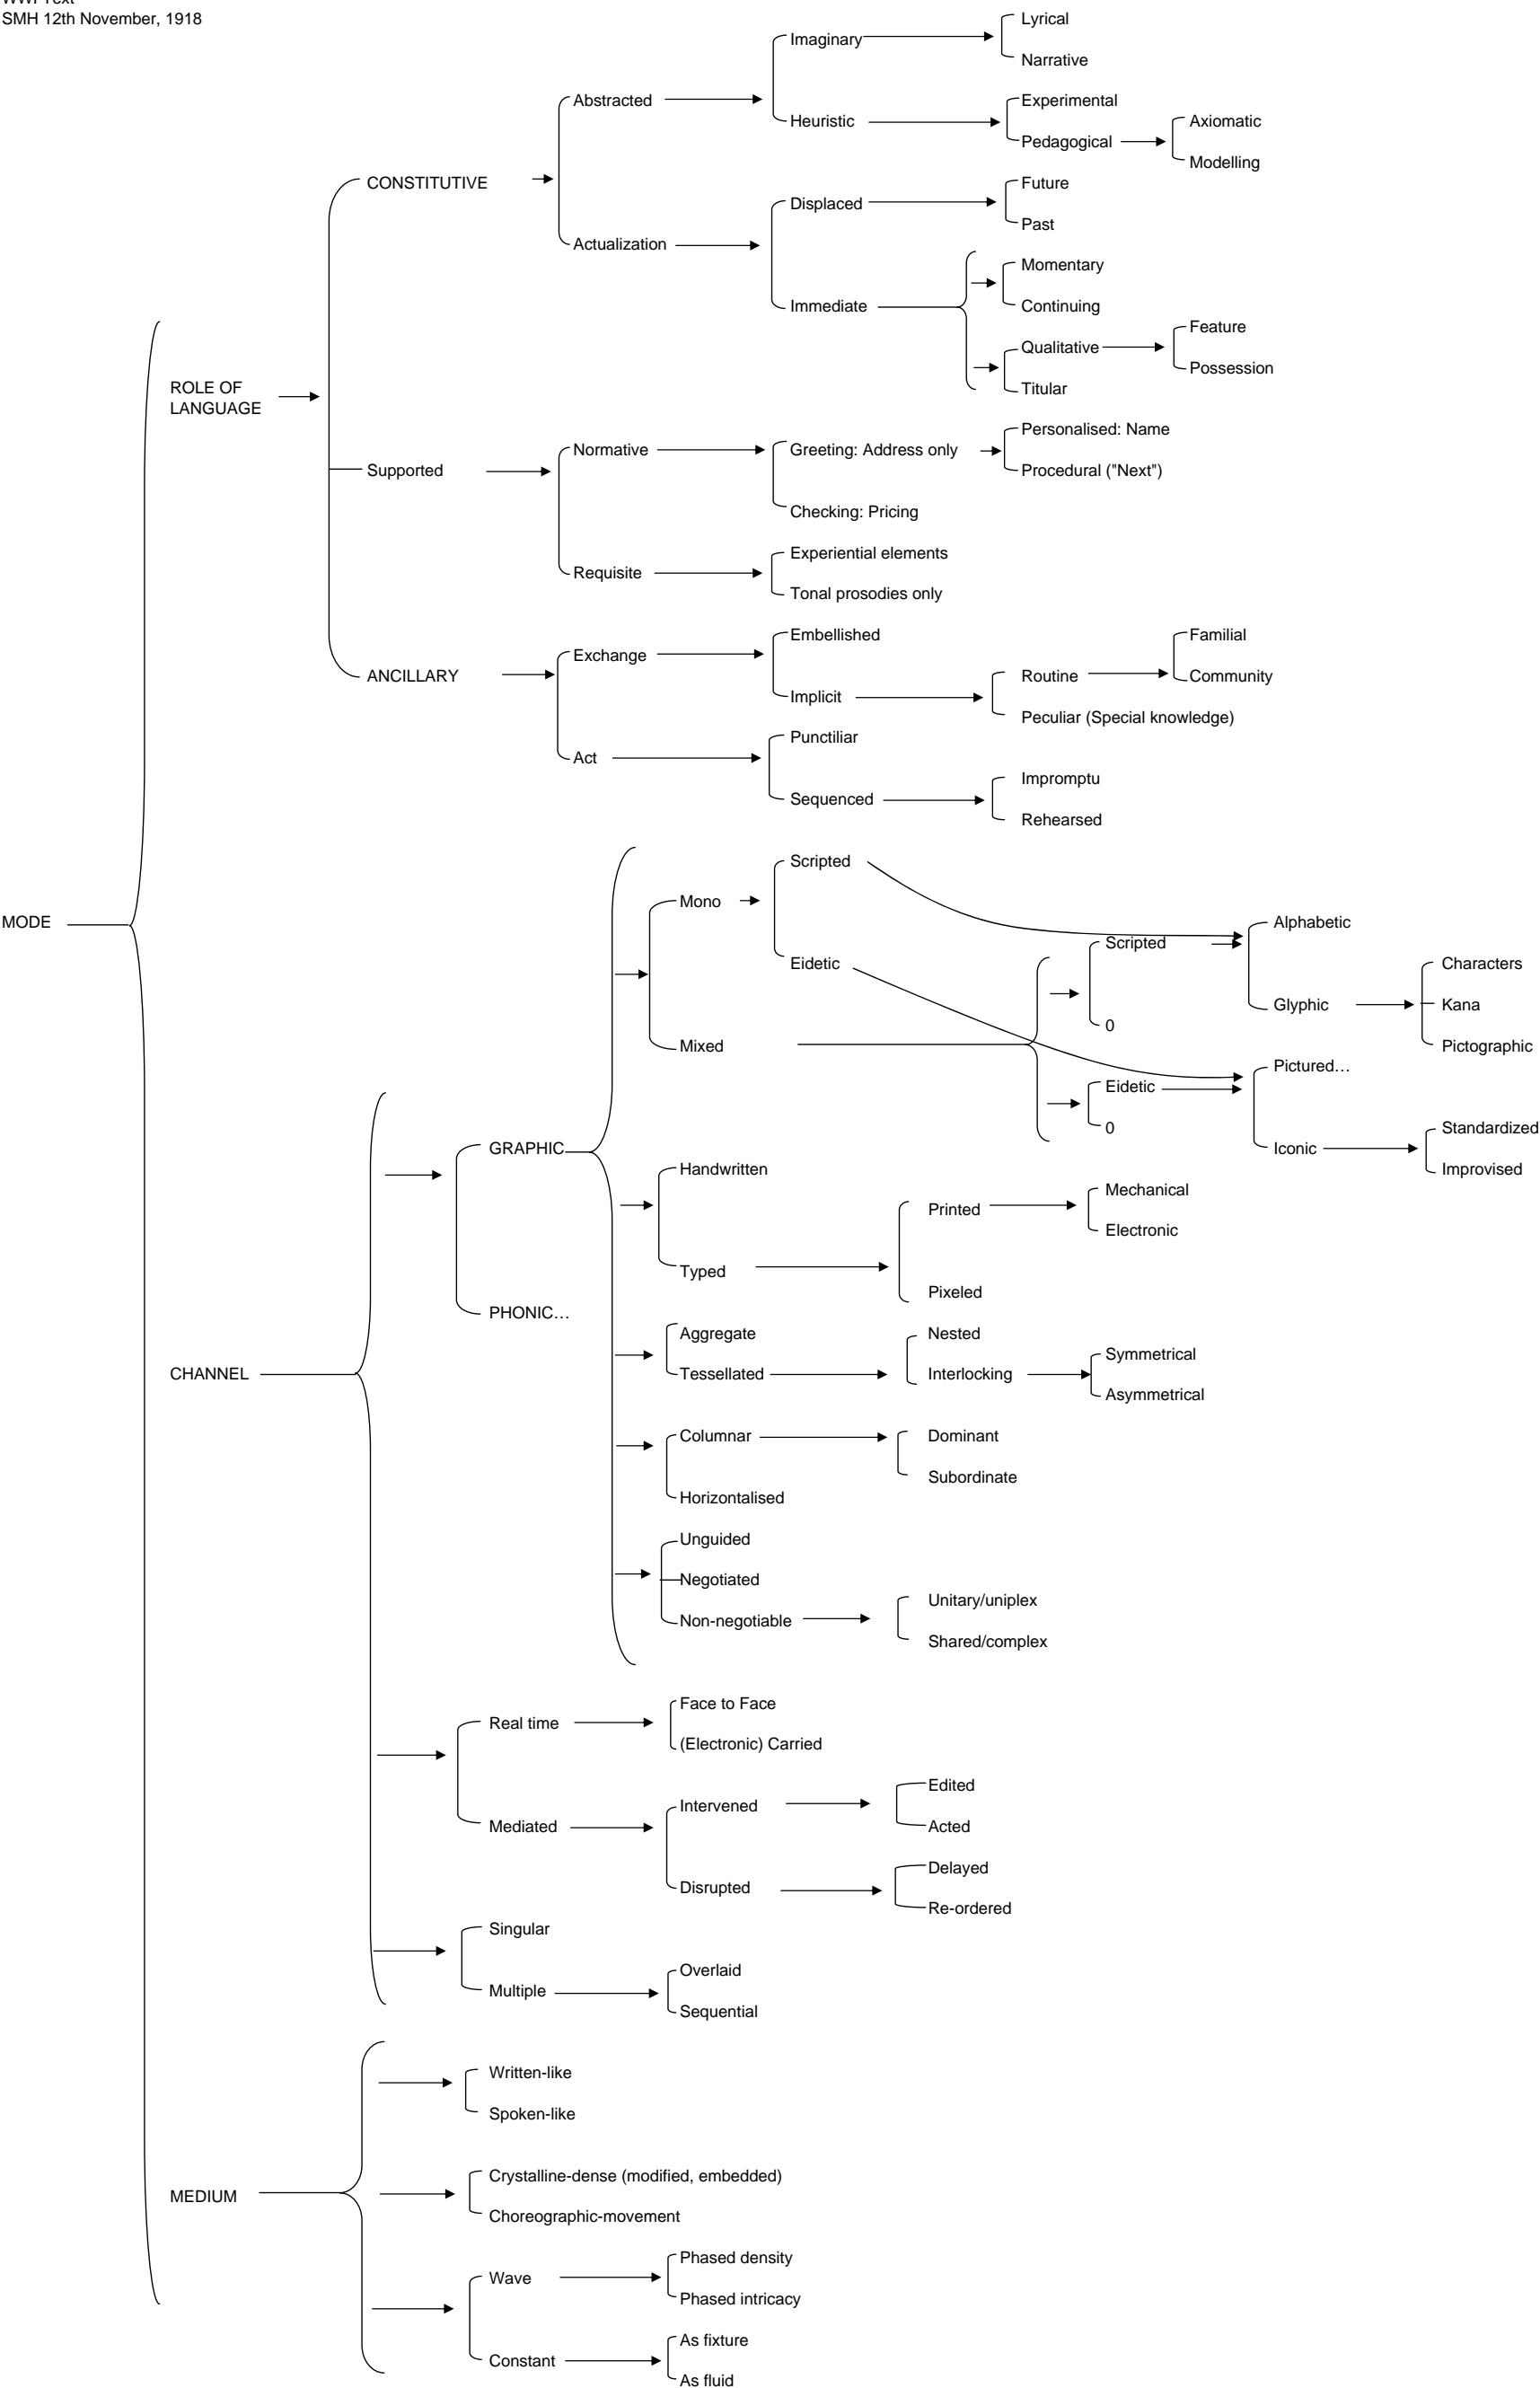 WWI Text
SMH 12th November, 1918
Lyrical
Imaginary
Narrative
Abstracted
Experimental
Heuristic
Axiomatic
Pedagogical
Modelling
CONSTITUTIVE
Future
Displaced
Past
Actualization
Momentary
Immediate
Continuing
Feature
Qualitative
Possession
Titular
ROLE OF
LANGUAGE
Personalised: Name
Normative
Greeting: Address only
Supported
Procedural ("Next")
Checking: Pricing
Experiential elements
Requisite
Tonal prosodies only
Embellished
Familial
Exchange
ANCILLARY
Routine
Community
Implicit
Peculiar (Special knowledge)
Punctiliar
Act
Impromptu
Sequenced
Rehearsed
Scripted
Mono
MODE
Alphabetic
Scripted
Eidetic
Characters
Glyphic
Kana
0
Mixed
Pictographic
Pictured…
Eidetic
0
Standardized
GRAPHIC
Iconic
Handwritten
Improvised
Mechanical
Printed
Electronic
Typed
Pixeled
PHONIC…
Aggregate
Nested
Symmetrical
CHANNEL
Tessellated
Interlocking
Asymmetrical
Columnar
Dominant
Subordinate
Horizontalised
Unguided
Negotiated
Unitary/uniplex
Non-negotiable
Shared/complex
Face to Face
Real time
(Electronic) Carried
Edited
Intervened
Mediated
Acted
Delayed
Disrupted
Re-ordered
Singular
Overlaid
Multiple
Sequential
Written-like
Spoken-like
Crystalline-dense (modified, embedded)
MEDIUM
Choreographic-movement
Phased density
Wave
Phased intricacy
As fixture
Constant
As fluid